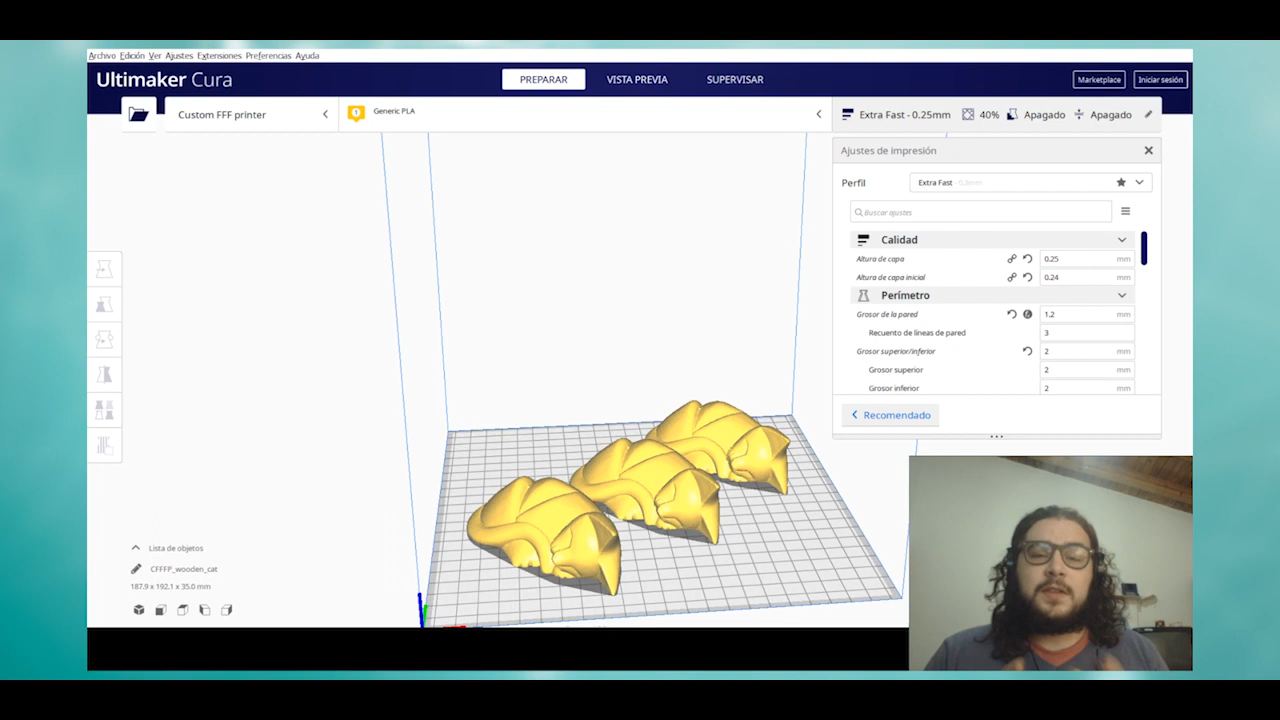 Archivo Edición Ver Ajustes Extensiones Preferencias Ayuda
Ultimaker Cura
PREPARAR
VISTA PREVIA
SUPERVISAR
Marketplace
Iniciar sesión
Custom FFF printer
1
Generic PLA
Extra Fast - 0.25mm
40%
Apagado
Apagado
Ajustes de impresión
Perfil
Extra Fast - 0.3mm
Buscar ajustes
Calidad
Altura de capa
0.25 mm
Altura de capa inicial
0.24 mm
Perímetro
Grosor de la pared
1.2 mm
Recuento de líneas de pared
3
Grosor superior/inferior
2 mm
Grosor superior
2 mm
Grosor inferior
2 mm
Recomendado
Lista de objetos
CFFFP_wooden_cat
187.9 x 192.1 x 35.0 mm